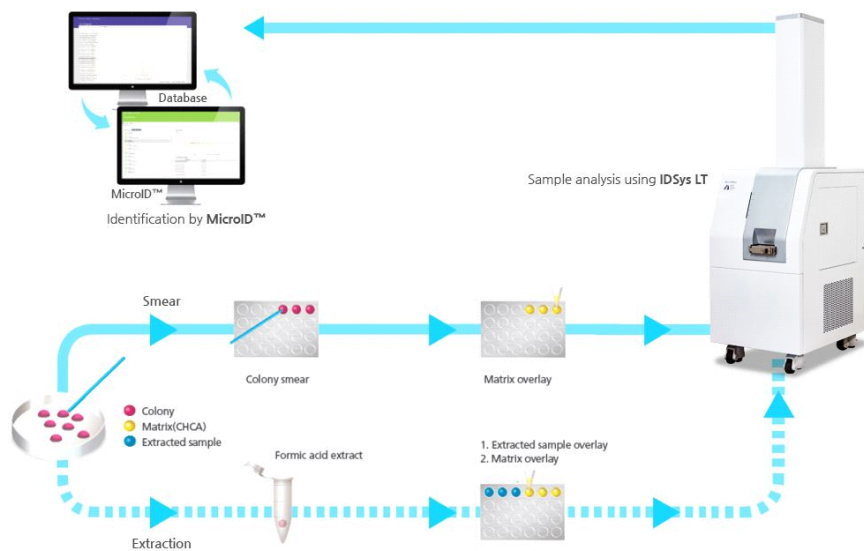 Database
MicroID™
Identification by MicroID™
Sample analysis using IDSys LT
Smear
Colony smear
Matrix overlay
Colony
Matrix(CHCA)
Extracted sample
Formic acid extract
1. Extracted sample overlay
2. Matrix overlay
Extraction